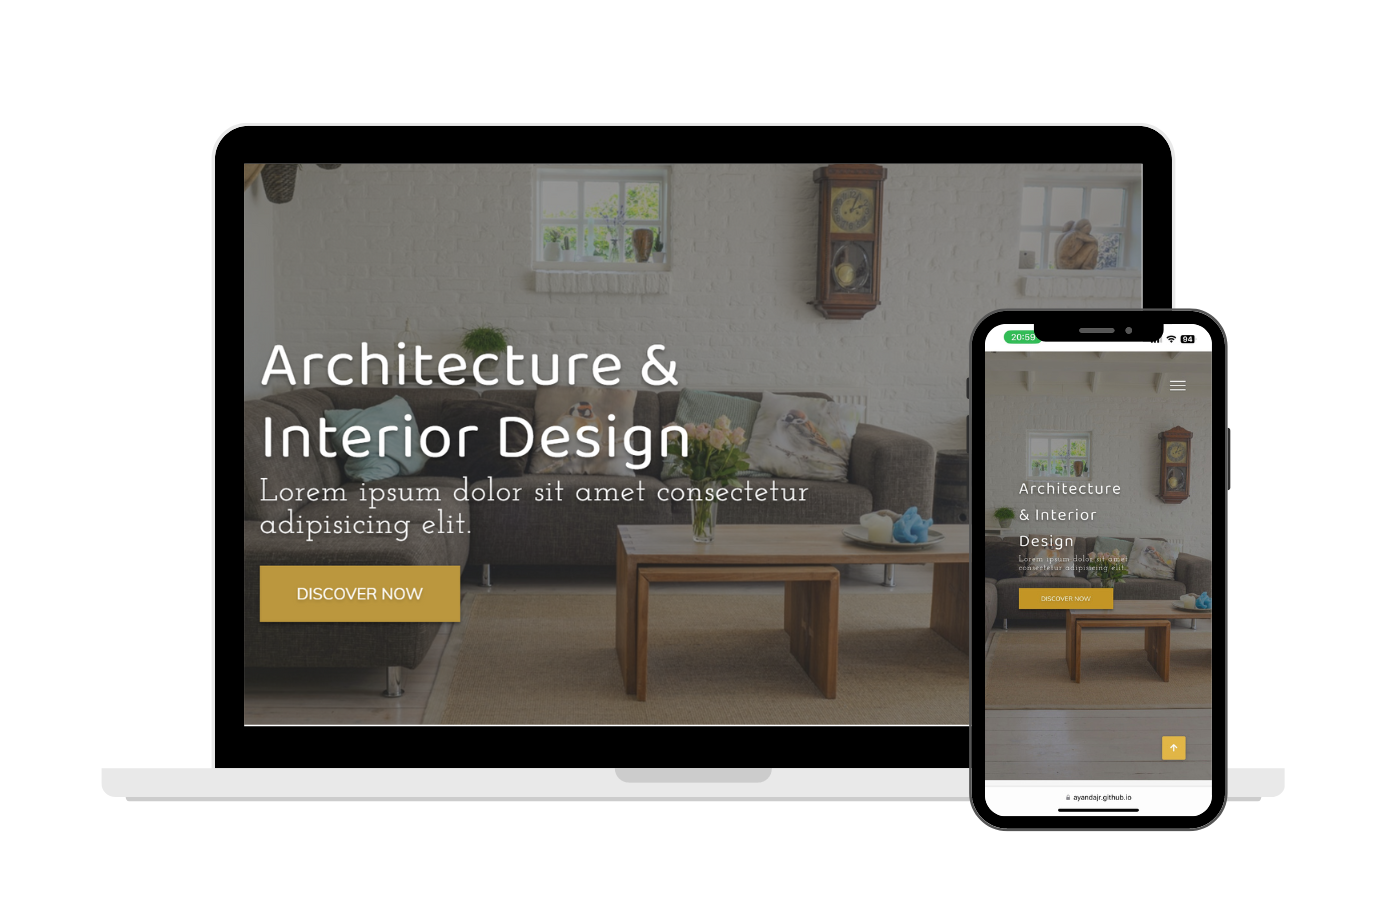 Architecture &
Interior Design
Lorem ipsum dolor sit amet consectetur
adipisicing elit.
DISCOVER NOW
20:59
94
Architecture
& Interior
Design
Lorem ipsum dolor sit amet
consectetur adipisicing elit.
DISCOVER NOW
ayandajr.github.io